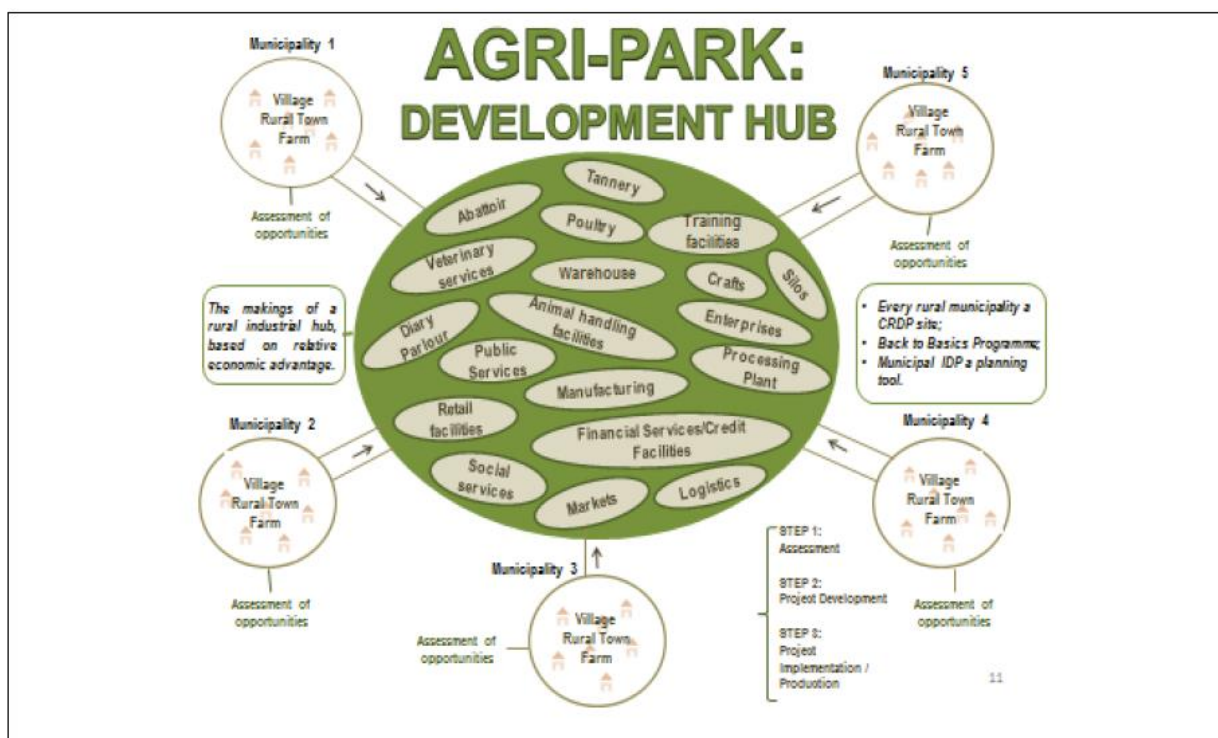 AGRI-PARK:
DEVELOPMENT HUB
Municipality 1
Village
Rural Town
Farm
Assessment of
opportunities
Municipality 5
Village
Rural Town
Farm
Assessment of
opportunities
Tannery
Abattoir
Poultry
Training
facilities
Veterinary
services
Warehouse
Crafts
Silos
Diary
Parlour
Animal handling
facilities
Enterprises
Public
Services
Processing
Plant
Manufacturing
Retail
facilities
Financial Services/Credit
Facilities
Social
services
Markets
Logistics
The makings of a
rural industrial hub,
based on relative
economic advantage.
• Every rural municipality a
CRDP site;
• Back to Basics Programme;
• Municipal IDP a planning
tool.
Municipality 2
Village
Rural Town
Farm
Assessment of
opportunities
Municipality 4
Village
Rural Town
Farm
Assessment of
opportunities
Municipality 3
Village
Rural Town
Farm
Assessment of
opportunities
STEP 1:
Assessment
STEP 2:
Project Development
STEP 3:
Project
Implementation /
Production
11